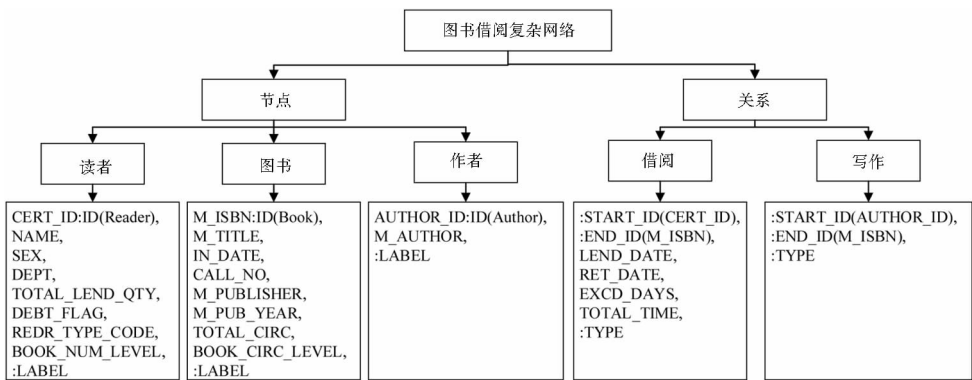 图书借阅复杂网络
节点
关系
读者
图书
作者
借阅
写作
CERT_ID:ID(Reader),
NAME,
SEX,
DEPT,
TOTAL_LEND_QTY,
DEBT_FLAG,
REDR_TYPE_CODE,
BOOK_NUM_LEVEL,
:LABEL
M_ISBN:ID(Book),
M_TITLE,
IN_DATE,
CALL_NO,
M_PUBLISHER,
M_PUB_YEAR,
TOTAL_CIRC,
BOOK_CIRC_LEVEL,
:LABEL
AUTHOR_ID:ID(Author),
M_AUTHOR,
:LABEL
:START_ID(CERT_ID),
:END_ID(M_ISBN),
LEND_DATE,
RET_DATE,
EXCD_DAYS,
TOTAL_TIME,
:TYPE
:START_ID(AUTHOR_ID),
:END_ID(M_ISBN),
:TYPE